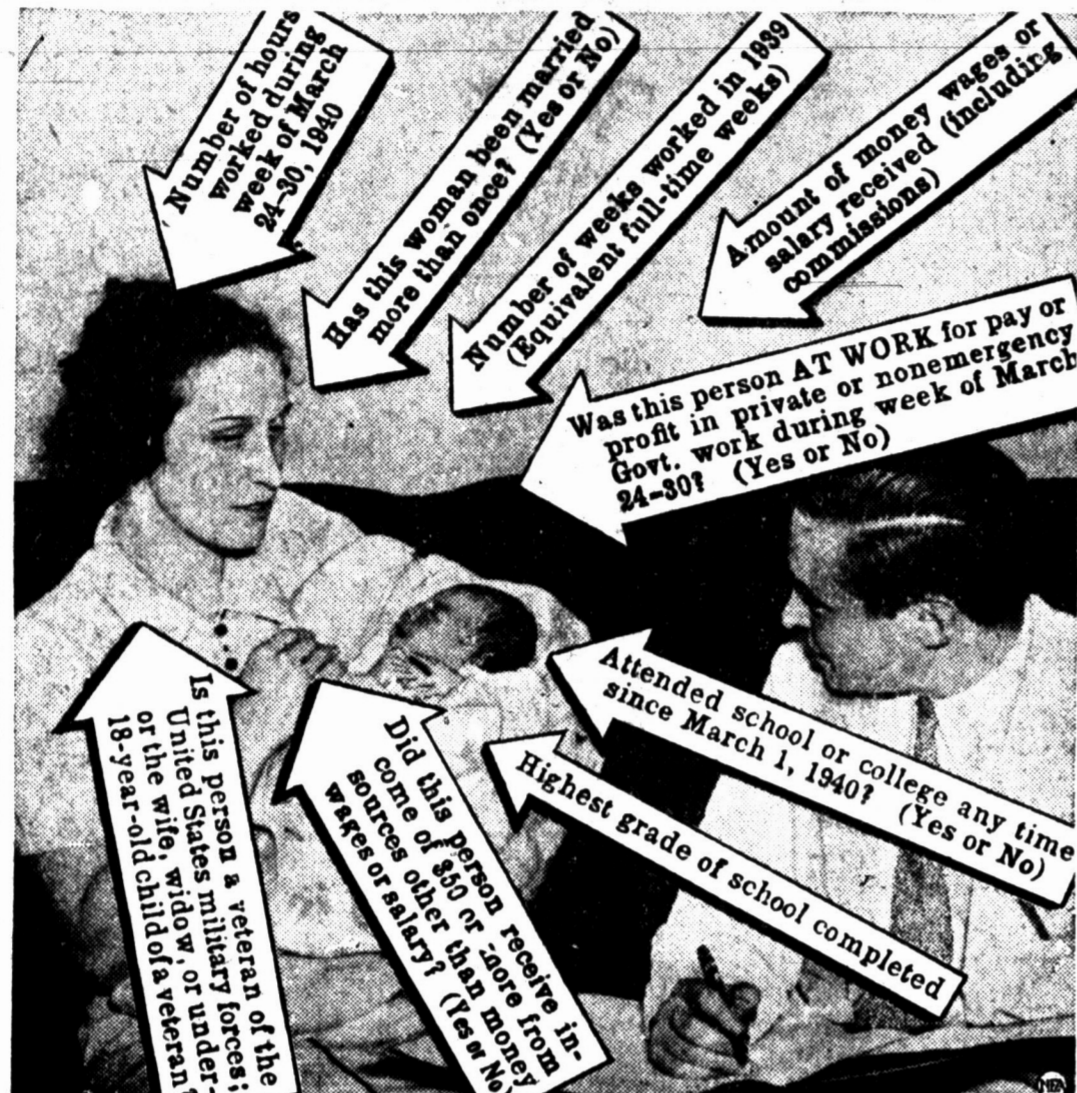 Number of hours
worked during
week of March
24-30, 1940
Has this woman been married
more than once? (Yes or No)
Number of weeks worked in 1939
(Equivalent full-time weeks)
Amount of money wages or
salary received (including
commissions)
Was this person AT WORK for pay or
profit in private or nonemergency
Govt. work during week of March
24-30? (Yes or No)
Attended school or college any time
since March 1, 1940? (Yes or No)
Highest grade of school completed
Did this person receive in-
come of $50 or more from
sources other than money
wages or salary? (Yes or No)
Is this person a veteran of the
United States military forces;
or the wife, widow, or under-
18-year-old child of a veteran?
NEA